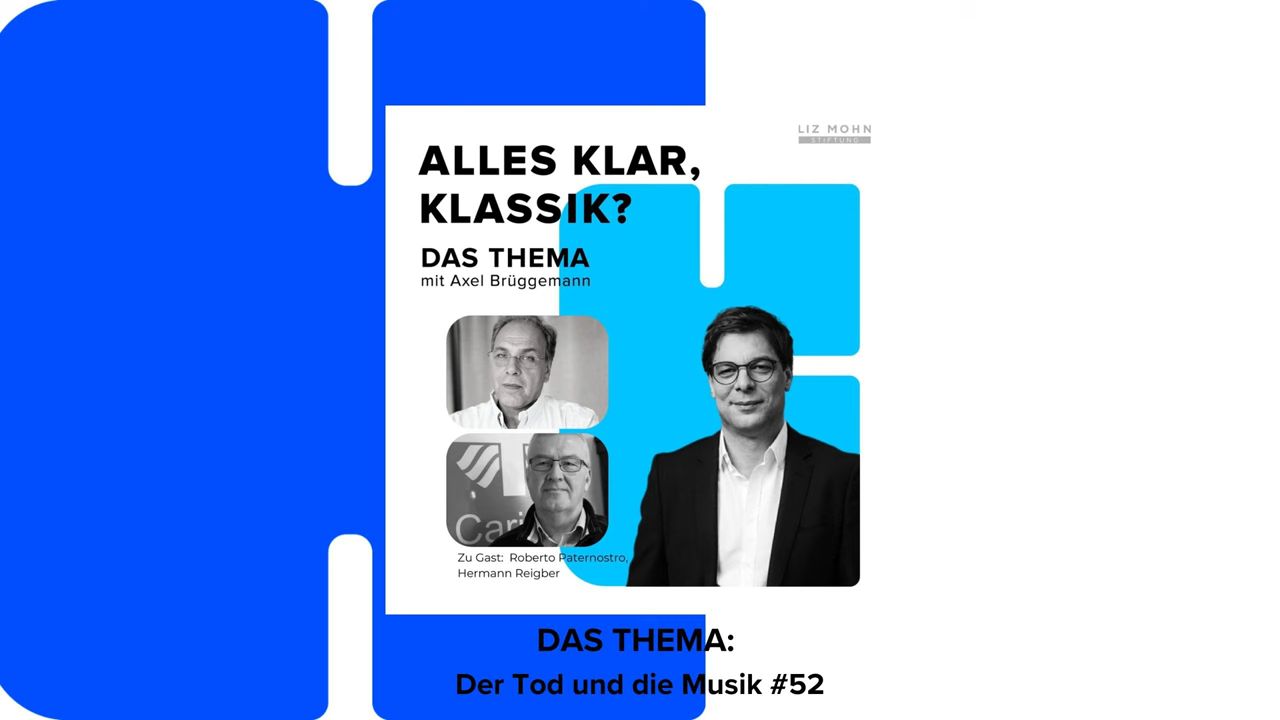 LIZ MOHN
STIFTUNG
ALLES KLAR,
KLASSIK?
DAS THEMA
mit Axel Brüggemann
Cari
Zu Gast: Roberto Paternostro,
Hermann Reigber
DAS THEMA:
Der Tod und die Musik #52